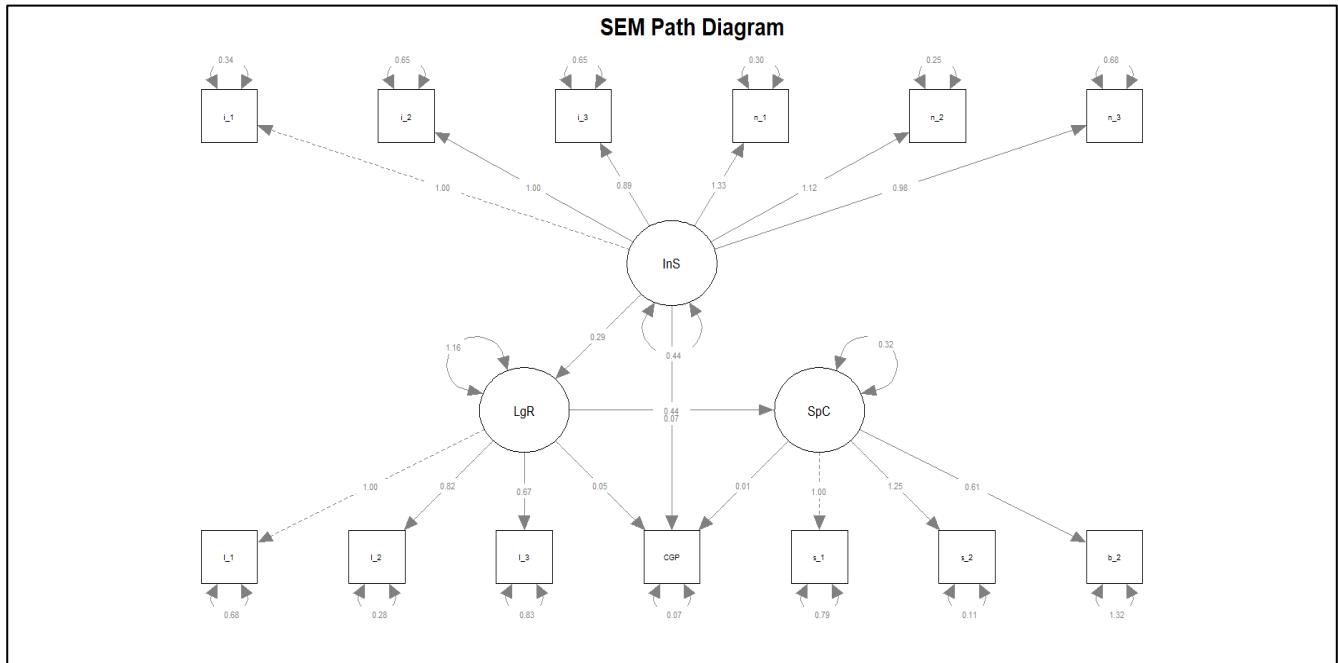 SEM Path Diagram
0.34 0.65 0.65 0.30 0.25 0.68
i_1 i_2 i_3 n_1 n_2 n_3
1.00 1.00 0.89 1.33 1.12 0.98
InS
0.29
1.16 0.44 0.32
LgR SpC
0.44
0.07
1.00 0.82 0.67 0.05 0.01 1.00 1.25 0.61
l_1 l_2 l_3 CGP s_1 s_2 b_2
0.68 0.28 0.83 0.07 0.79 0.11 1.32